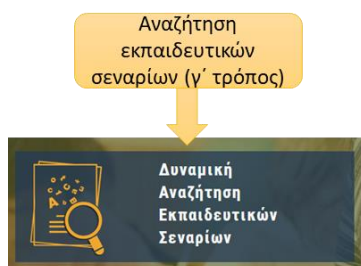 Αναζήτηση
εκπαιδευτικών
σεναρίων (γ΄ τρόπος)
Δυναμική
Αναζήτηση
Εκπαιδευτικών
Σεναρίων